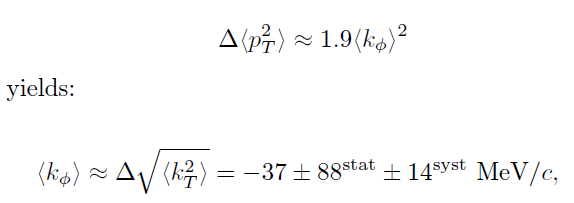 Δ⟨p_T^2⟩ ≈ 1.9⟨k_ϕ⟩^2
yields:
⟨k_ϕ⟩ ≈ Δ√⟨k_T^2⟩ = −37 ± 88^stat ± 14^syst MeV/c,